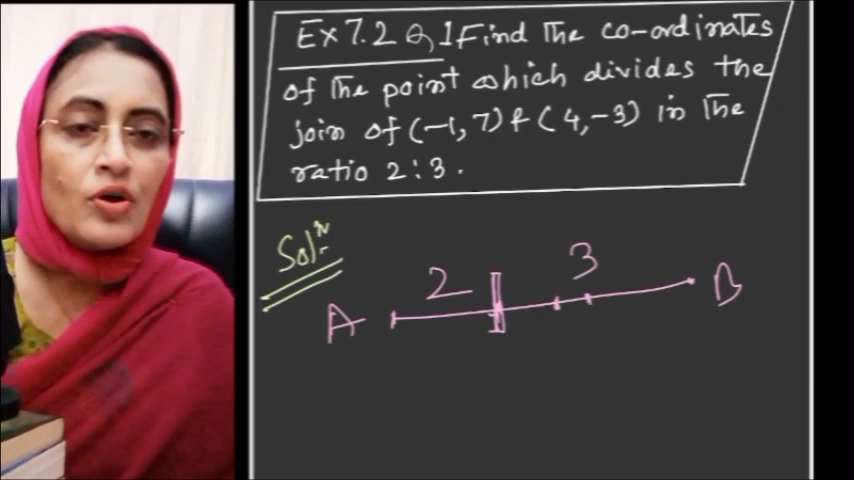 Ex 7.2 Q 1 Find The co-ordinates
of The point which divides the
join of (-1, 7) & (4, -3) in The
ratio 2:3.
Solⁿ:
2 3
A B